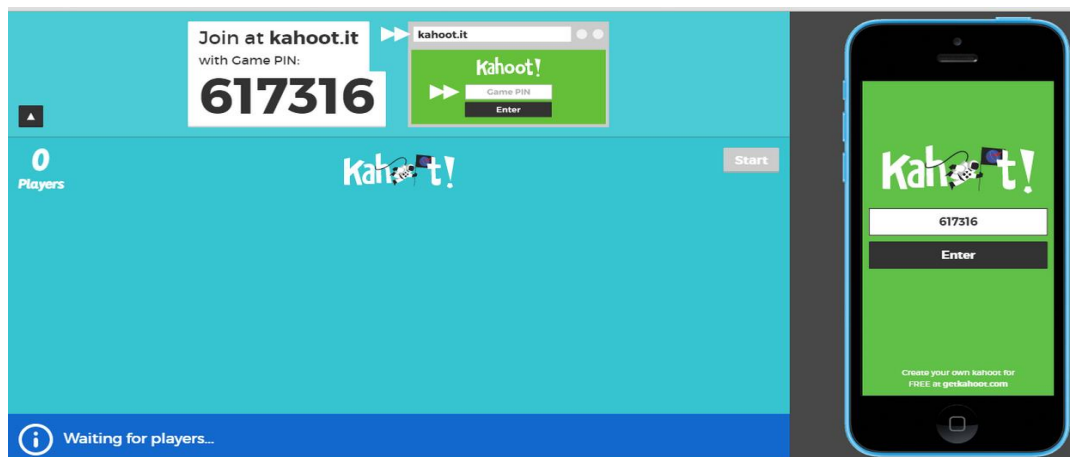 Join at kahoot.it
with Game PIN:
617316
kahoot.it
Kahoot!
Game PIN
Enter
0
Players
Kahoot!
Start
Waiting for players...
Kahoot!
617316
Enter
Create your own kahoot for
FREE at getkahoot.com